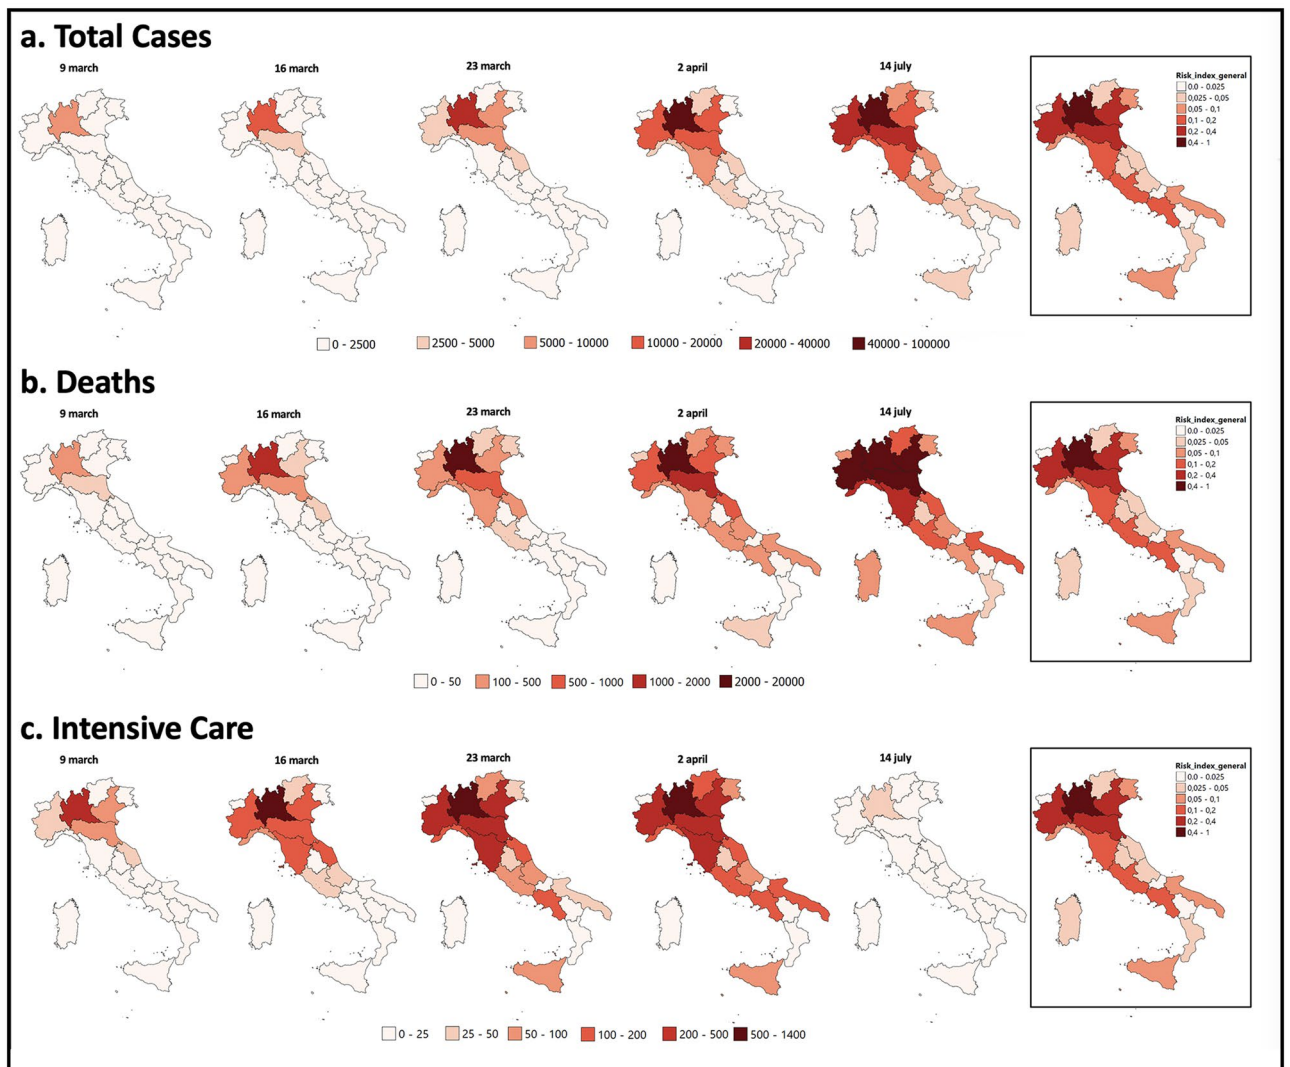 a. Total Cases
9 march
16 march
23 march
2 april
14 july
Risk_index_general
0.0 - 0.025
0,025 - 0,05
0,05 - 0,1
0,1 - 0,2
0,2 - 0,4
0,4 - 1
0 - 2500
2500 - 5000
5000 - 10000
10000 - 20000
20000 - 40000
40000 - 100000
b. Deaths
9 march
16 march
23 march
2 april
14 july
Risk_index_general
0.0 - 0.025
0,025 - 0,05
0,05 - 0,1
0,1 - 0,2
0,2 - 0,4
0,4 - 1
0 - 50
100 - 500
500 - 1000
1000 - 2000
2000 - 20000
c. Intensive Care
9 march
16 march
23 march
2 april
14 july
Risk_index_general
0.0 - 0.025
0,025 - 0,05
0,05 - 0,1
0,1 - 0,2
0,2 - 0,4
0,4 - 1
0 - 25
25 - 50
50 - 100
100 - 200
200 - 500
500 - 1400